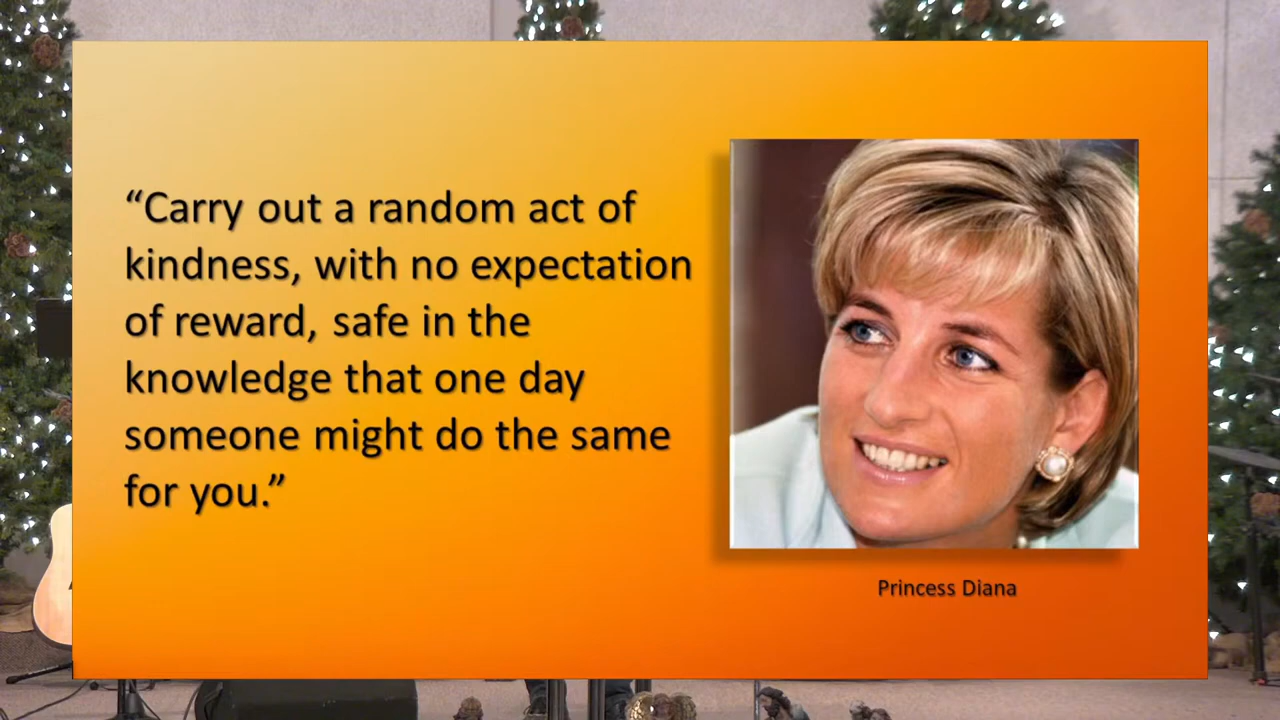 “Carry out a random act of
kindness, with no expectation
of reward, safe in the
knowledge that one day
someone might do the same
for you.”
Princess Diana